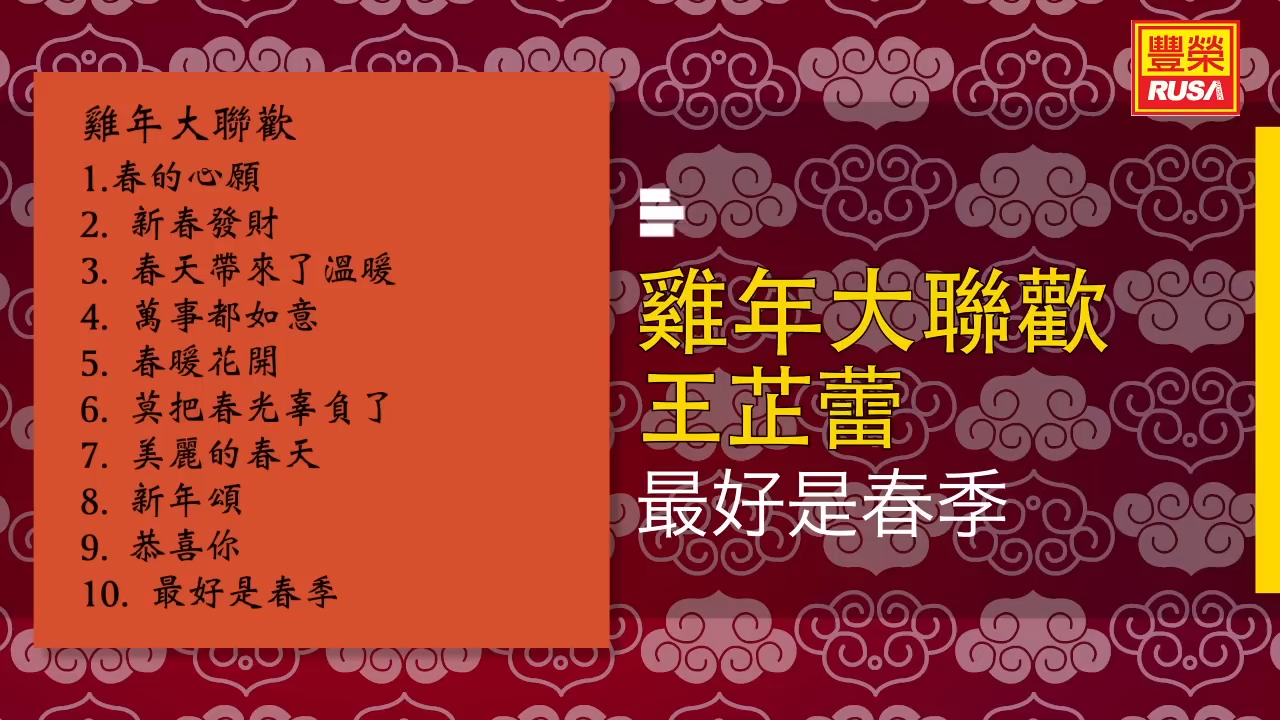 雞年大聯歡
1.春的心願
2. 新春發財
3. 春天帶來了溫暖
4. 萬事都如意
5. 春暖花開
6. 莫把春光辜負了
7. 美麗的春天
8. 新年頌
9. 恭喜你
10. 最好是春季
豐榮
RUSA
雞年大聯歡
王芷蕾
最好是春季